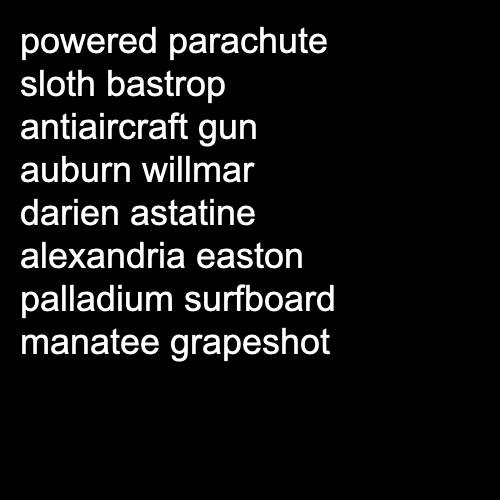 powered parachute
sloth bastrop
antiaircraft gun
auburn willmar
darien astatine
alexandria easton
palladium surfboard
manatee grapeshot